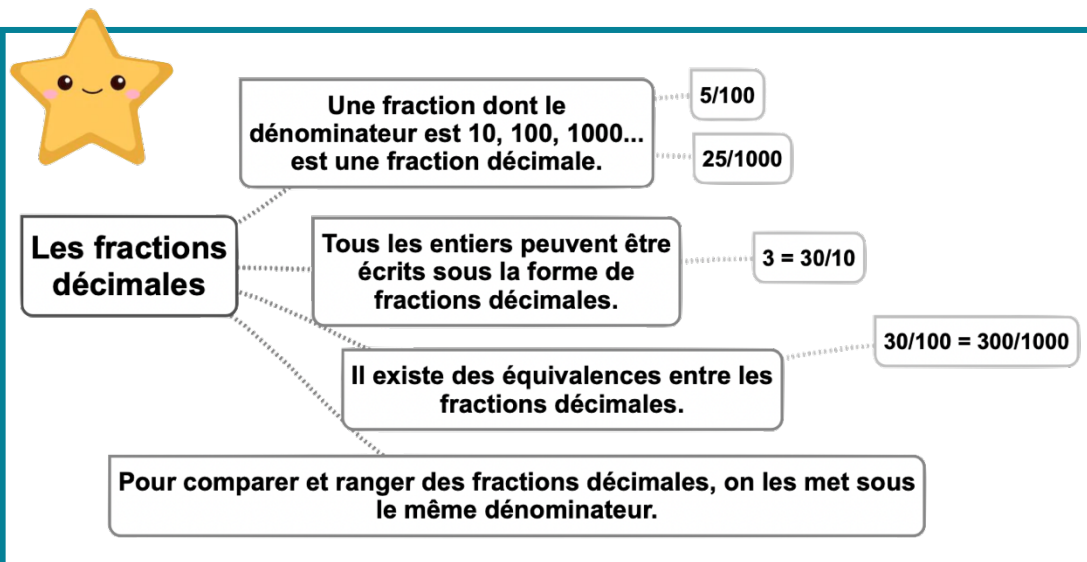 Les fractions
décimales
Une fraction dont le
dénominateur est 10, 100, 1000...
est une fraction décimale.
5/100
25/1000
Tous les entiers peuvent être
écrits sous la forme de
fractions décimales.
3 = 30/10
Il existe des équivalences entre les
fractions décimales.
30/100 = 300/1000
Pour comparer et ranger des fractions décimales, on les met sous
le même dénominateur.